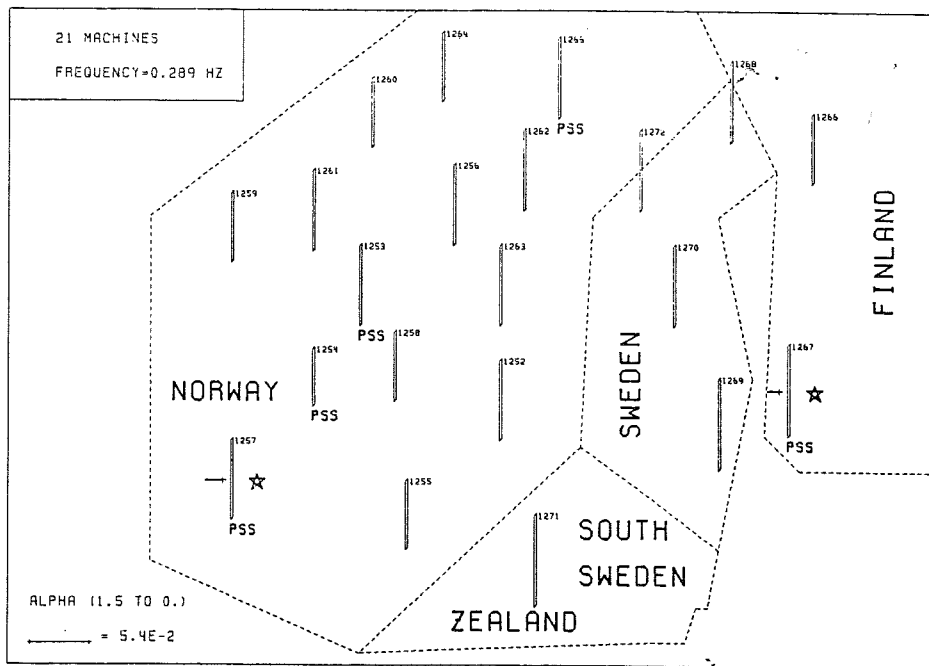 21 MACHINES
FREQUENCY=0.289 HZ
1264
1265
1260
1268
PSS
1262
1272
1266
1261
1256
1259
1253
1263
1270
FINLAND
PSS
1258
1254
1252
1267
SWEDEN
NORWAY
1269
PSS
1257
PSS
1255
PSS
1271
SOUTH
SWEDEN
ALPHA (1.5 TO 0.)
ZEALAND
= 5.4E-2